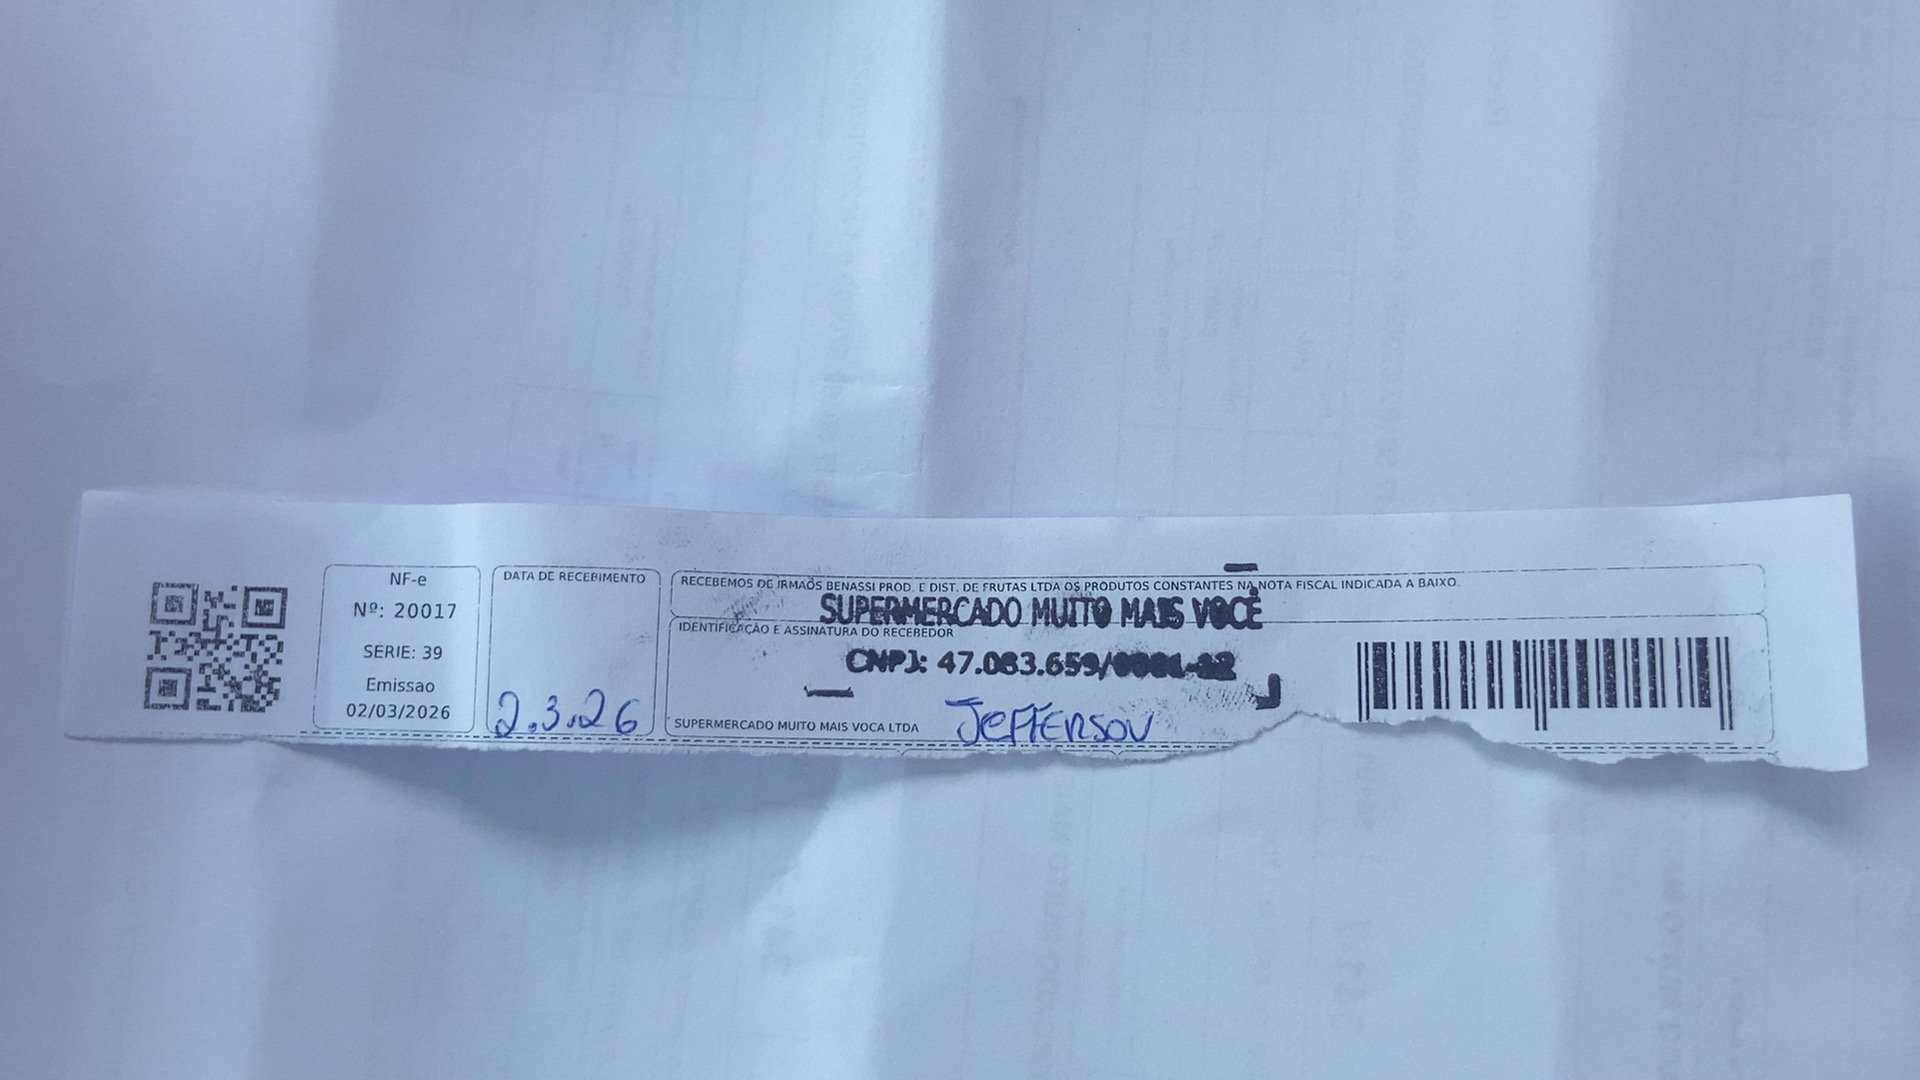 NF-e
Nº: 20017
SÉRIE: 39
Emissao
02/03/2026
DATA DE RECEBIMENTO
2.3.26
RECEBEMOS DE IRMAOS BENASSI PROD. E DIST. DE FRUTAS LTDA OS PRODUTOS CONSTANTES NA NOTA FISCAL INDICADA A BAIXO.
SUPERMERCADO MUITO MAIS VOCÊ
IDENTIFICAÇÃO E ASSINATURA DO RECEBEDOR
CNPJ: 47.083.659/
SUPERMERCADO MUITO MAIS VOCA LTDA
Jefferson